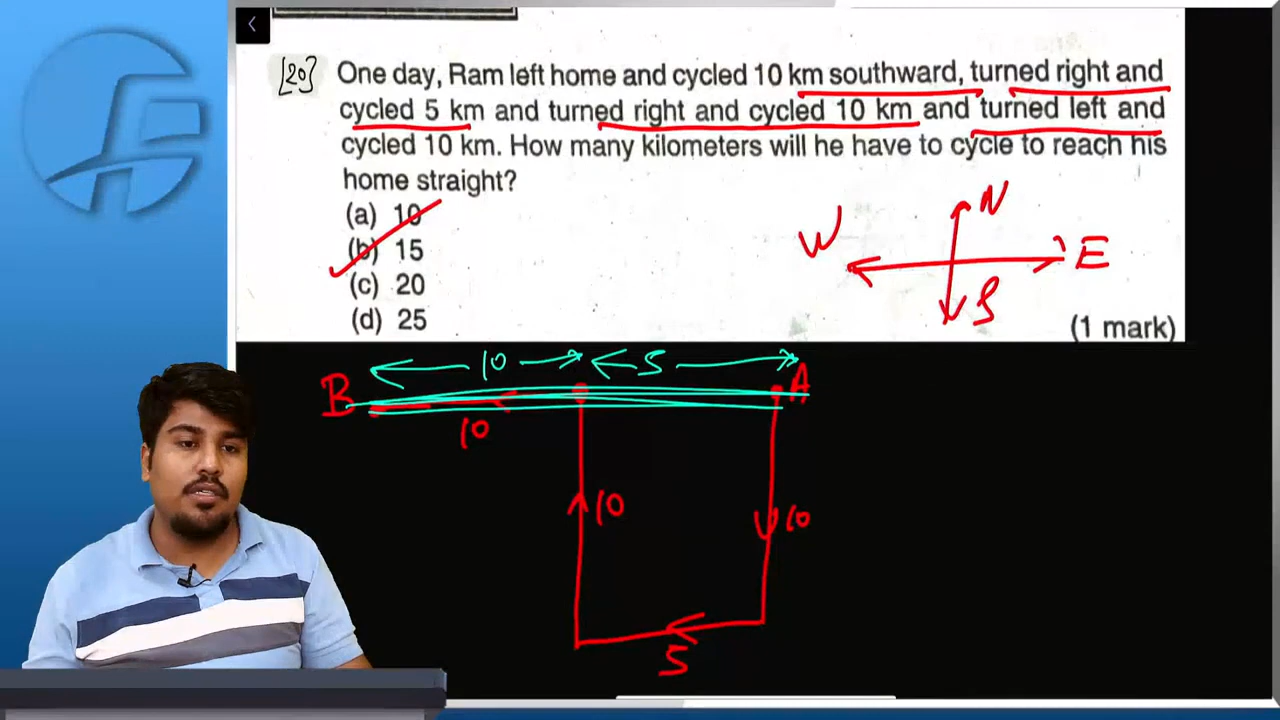 [20] One day, Ram left home and cycled 10 km southward, turned right and
cycled 5 km and turned right and cycled 10 km and turned left and
cycled 10 km. How many kilometers will he have to cycle to reach his
home straight?
(a) 10
(b) 15
(c) 20
(d) 25
(1 mark)
N
W E
S
10 5
B A
10
10 10
5